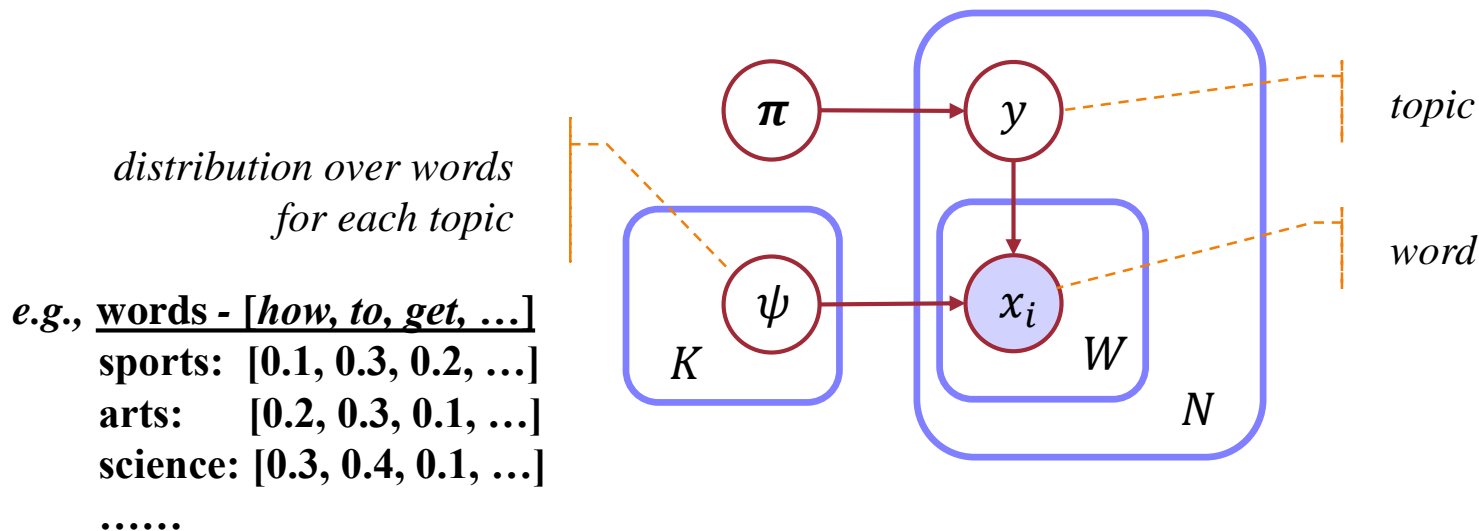 distribution over words
for each topic
e.g., words - [how, to, get, …]
sports: [0.1, 0.3, 0.2, …]
arts: [0.2, 0.3, 0.1, …]
science: [0.3, 0.4, 0.1, …]
……
π
y
topic
ψ
x_i
word
K
W
N